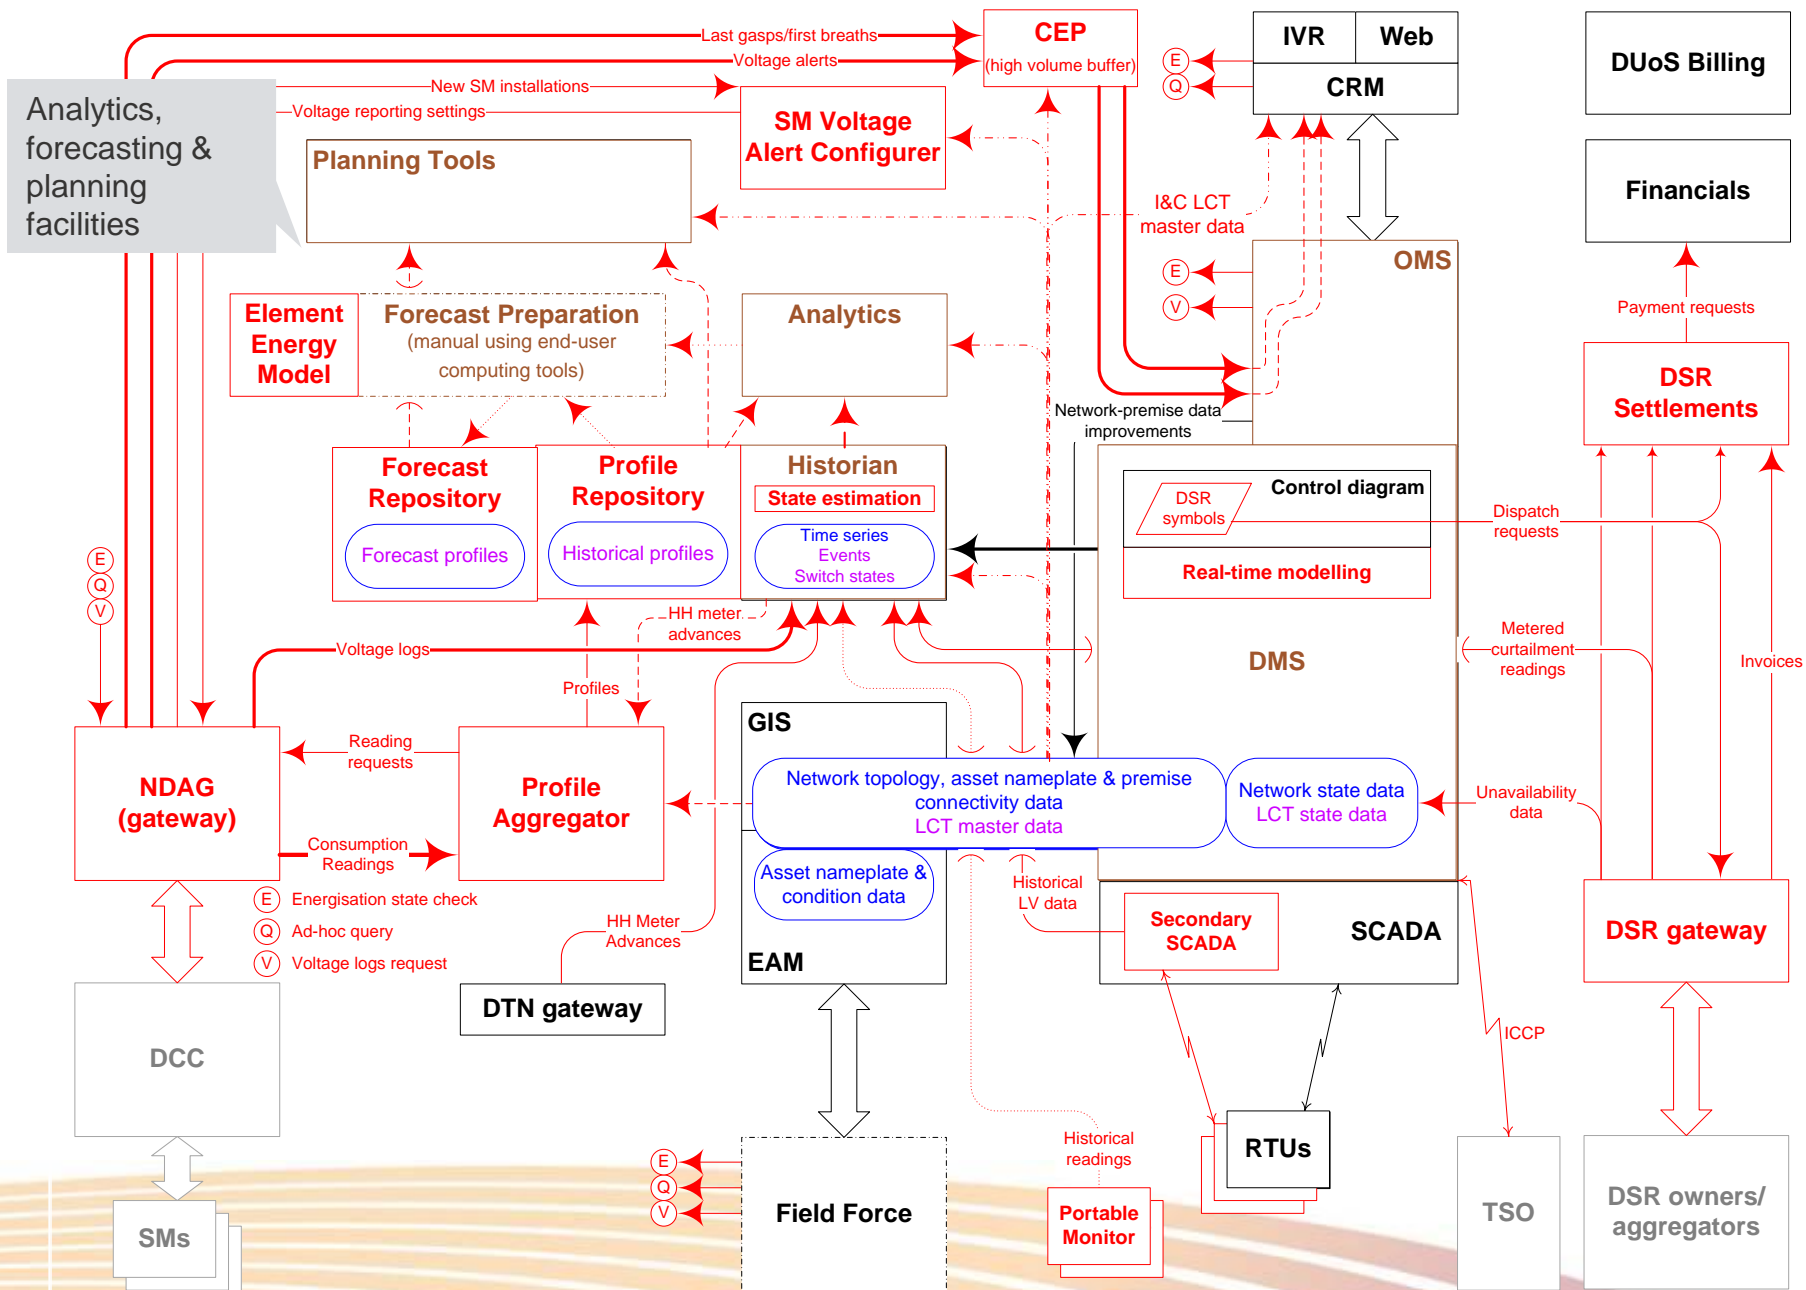 Last gasps/first breaths
Voltage alerts
New SM installations
Voltage reporting settings
CEP
(high volume buffer)
IVR
Web
CRM
E
Q
DUoS Billing
Analytics,
forecasting &
planning
facilities
SM Voltage
Alert Configurer
Planning Tools
Financials
I&C LCT
master data
OMS
E
V
Payment requests
Element
Energy
Model
Forecast Preparation
(manual using end-user
computing tools)
Analytics
DSR
Settlements
Network-premise data
improvements
Forecast
Repository
Forecast profiles
Profile
Repository
Historical profiles
Historian
State estimation
Time series
Events
Switch states
Control diagram
DSR
symbols
Real-time modelling
Dispatch
requests
E
Q
V
HH meter
advances
Voltage logs
Profiles
DMS
Metered
curtailment
readings
Invoices
GIS
Reading
requests
NDAG
(gateway)
Profile
Aggregator
Consumption
Readings
Network topology, asset nameplate & premise
connectivity data
LCT master data
Network state data
LCT state data
Unavailability
data
Asset nameplate &
condition data
Historical
LV data
E Energisation state check
Q Ad-hoc query
V Voltage logs request
HH Meter
Advances
EAM
Secondary
SCADA
SCADA
DSR gateway
DTN gateway
DCC
ICCP
Historical
readings
RTUs
E
Q
V
Field Force
Portable
Monitor
TSO
DSR owners/
aggregators
SMs